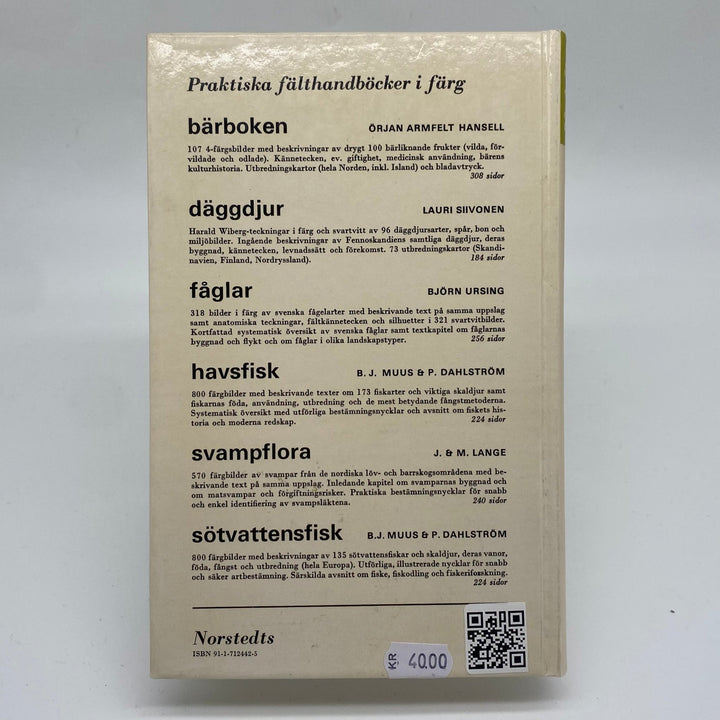 Praktiska fälthandböcker i färg
bärboken ÖRJAN ARMFELT HANSELL
107 4-färgsbilder med beskrivningar av drygt 100 bärliknande frukter (vilda, för-
vildade och odlade). Kännetecken, ev. giftighet, medicinsk användning, bärens
kulturhistoria. Utbredningskartor (hela Norden, inkl. Island) och bladavtryck.
308 sidor
däggdjur LAURI SIIVONEN
Harald Wiberg-teckningar i färg och svartvitt av 96 däggdjursarter, spår, bon och
miljöbilder. Ingående beskrivningar av Fennoskandiens samtliga däggdjur, deras
byggnad, kännetecken, levnadssätt och förekomst. 73 utbredningskartor (Skandi-
navien, Finland, Nordryssland). 184 sidor
fåglar BJÖRN URSING
318 bilder i färg av svenska fågelarter med beskrivande text på samma uppslag
samt anatomiska teckningar, fältkännetecken och silhuetter i 321 svartvitbilder.
Kortfattad systematisk översikt av svenska fåglar samt textkapitel om fåglarnas
byggnad och flykt och om fåglar i olika landskapstyper. 256 sidor
havsfisk B. J. MUUS & P. DAHLSTRÖM
800 färgbilder med beskrivande texter om 173 fiskarter och viktiga skaldjur samt
fiskarnas föda, användning, utbredning och de mest betydande fångstmetoderna.
Systematisk översikt med utförliga bestämningsnycklar och avsnitt om fiskets his-
toria och moderna redskap. 224 sidor
svampflora J. & M. LANGE
570 färgbilder av svampar från de nordiska löv- och barrskogsområdena med be-
skrivande text på samma uppslag. Inledande kapitel om svamparnas byggnad och
om matsvampar och förgiftningsrisker. Praktiska bestämningsnycklar för snabb
och enkel identifiering av svampsläktena. 240 sidor
sötvattensfisk B.J. MUUS & P. DAHLSTRÖM
800 färgbilder med beskrivningar av 135 sötvattensfiskar och skaldjur, deras vanor,
föda, fångst och utbredning (hela Europa). Utförliga, illustrerade nycklar för snabb
och säker artbestämning. Särskilda avsnitt om fiske, fiskodling och fiskeriforskning.
224 sidor
Norstedts
ISBN 91-1-712442-5
KR 40.00